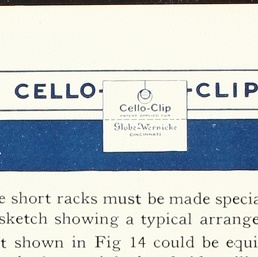 CELLO- -CLIP
Cello-Clip
PATENT APPLIED FOR
Globe-Wernicke
CINCINNATI
short racks must be made specia
sketch showing a typical arrange
t shown in Fig 14 could be equi